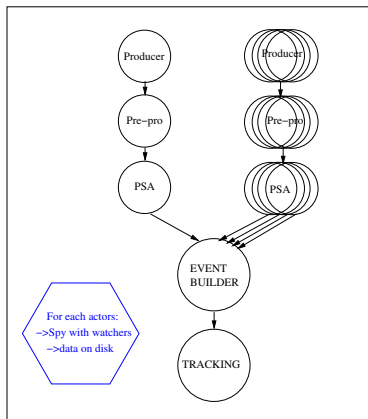 Producer
Producer
Pre−pro
Pre−pro
PSA
PSA
EVENT
BUILDER
For each actors:
−>Spy with watchers
−>data on disk
TRACKING